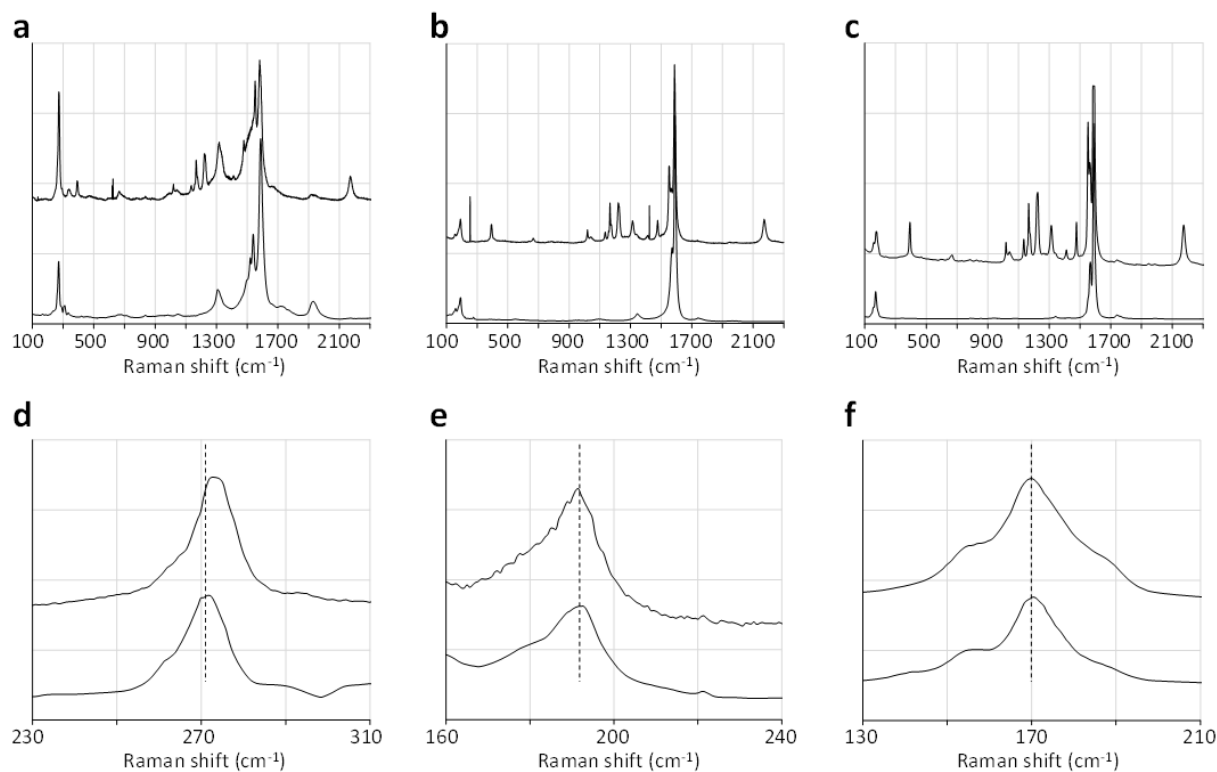 a b c
100 500 900 1300 1700 2100 100 500 900 1300 1700 2100 100 500 900 1300 1700 2100
Raman shift (cm⁻¹) Raman shift (cm⁻¹) Raman shift (cm⁻¹)
d e f
230 270 310 160 200 240 130 170 210
Raman shift (cm⁻¹) Raman shift (cm⁻¹) Raman shift (cm⁻¹)